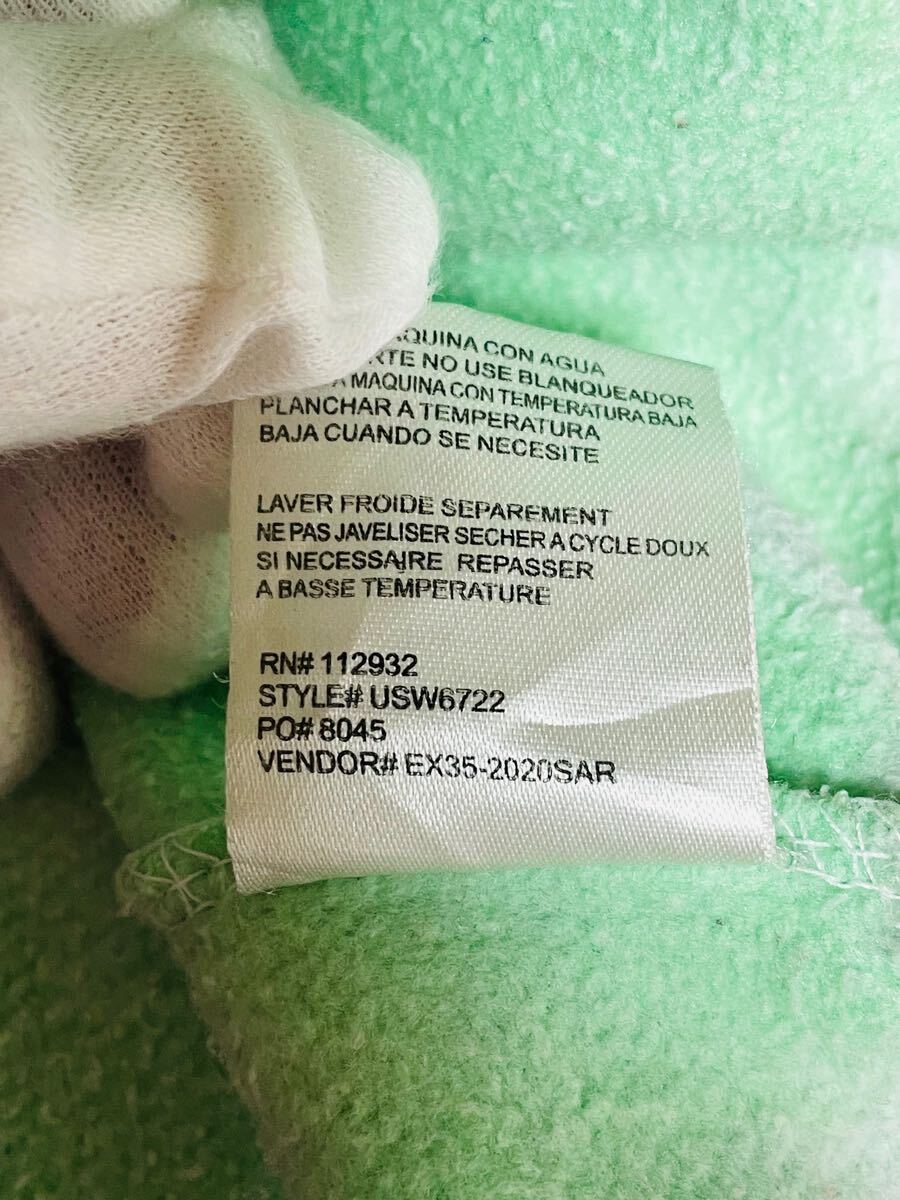 CON AGUA
NO USE BLANQUEADOR
MAQUINA CON TEMPERATURA BAJA
PLANCHAR A TEMPERATURA
BAJA CUANDO SE NECESITE
LAVER FROIDE SEPAREMENT
NE PAS JAVELISER SECHER A CYCLE DOUX
SI NECESSAIRE REPASSER
A BASSE TEMPERATURE
RN# 112932
STYLE# USW6722
PO# 8045
VENDOR# EX35-2020SAR